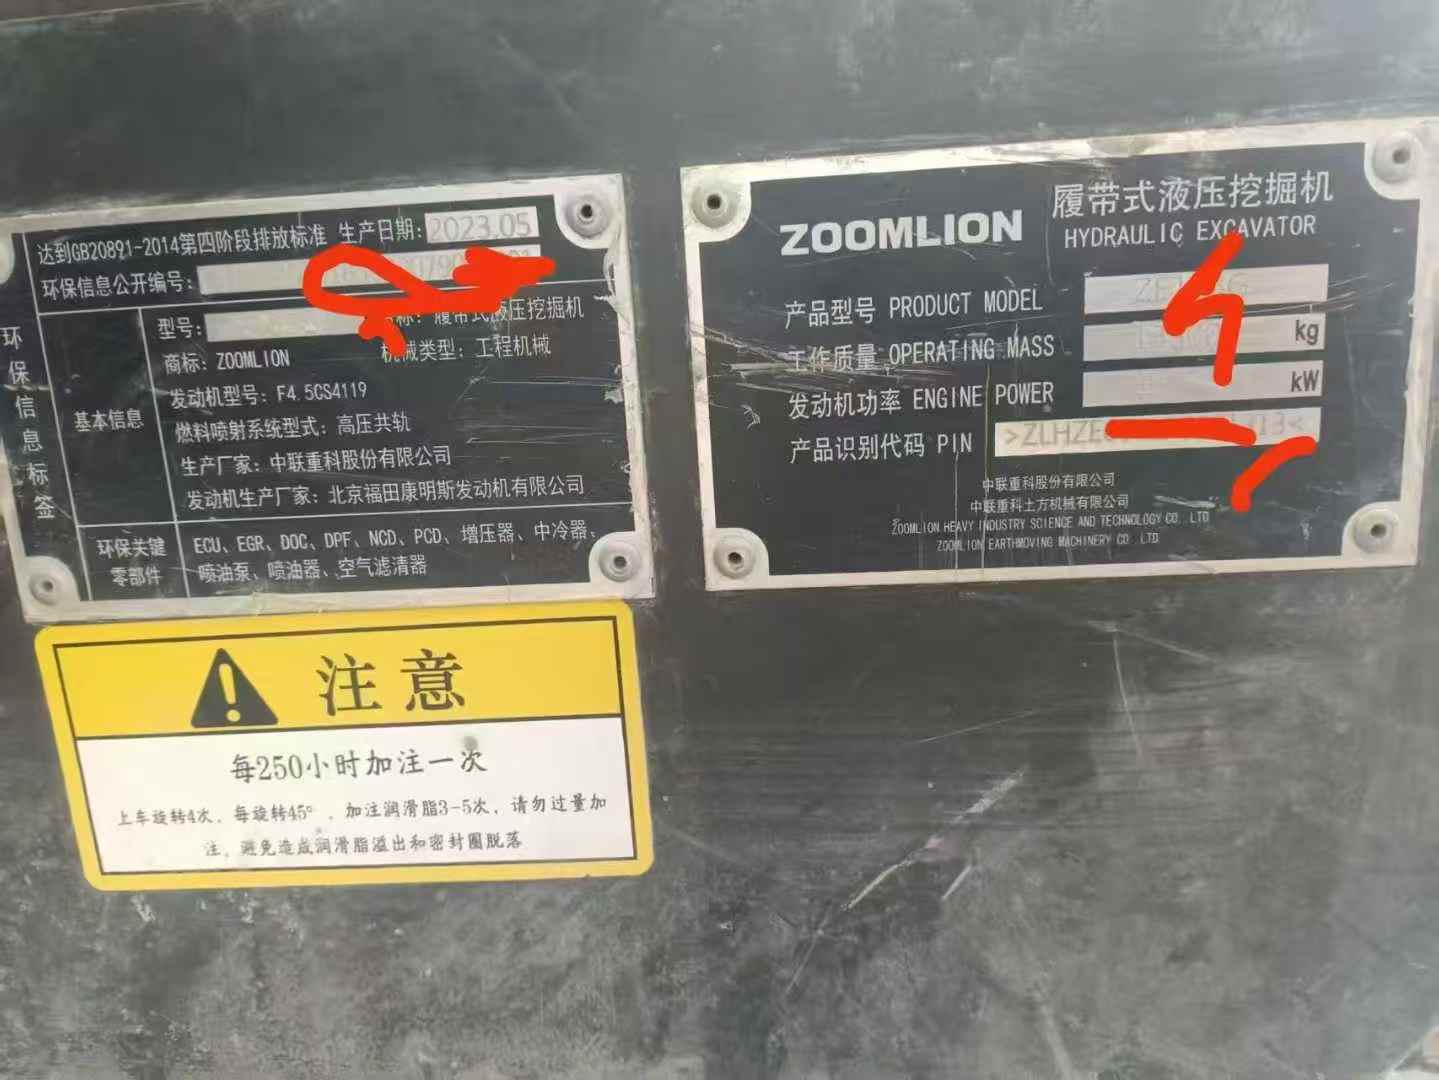 达到GB20891-2014第四阶段排放标准 生产日期: 2023.05
环保信息公开编号:
环保信息标签
基本信息
型号: 履带式液压挖掘机
商标: ZOOMLION 机械类型: 工程机械
发动机型号: F4.5CS4119
燃料喷射系统型式: 高压共轨
生产厂家: 中联重科股份有限公司
发动机生产厂家: 北京福田康明斯发动机有限公司
环保关键零部件
ECU、EGR、DOC、DPF、NCD、PCD、增压器、中冷器、
喷油泵、喷油器、空气滤清器
ZOOMLION 履带式液压挖掘机
HYDRAULIC EXCAVATOR
产品型号 PRODUCT MODEL
工作质量 OPERATING MASS kg
发动机功率 ENGINE POWER kW
产品识别代码 PIN
中联重科股份有限公司
中联重科土方机械有限公司
ZOOMLION HEAVY INDUSTRY SCIENCE AND TECHNOLOGY CO., LTD
ZOOMLION EARTHMOVING MACHINERY CO., LTD
注意
每250小时加注一次
上车旋转4次, 每旋转45°, 加注润滑脂3-5次, 请勿过量加
注, 避免造成润滑脂溢出和密封圈脱落